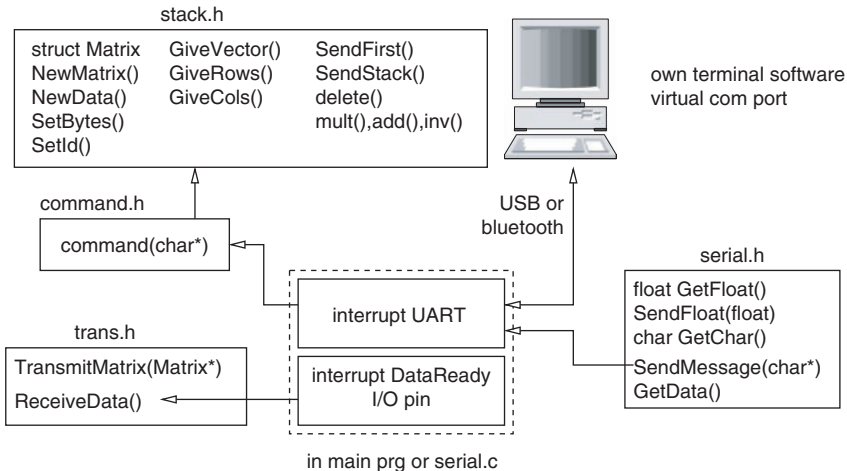 stack.h
struct Matrix GiveVector() SendFirst()
NewMatrix() GiveRows() SendStack()
NewData() GiveCols() delete()
SetBytes() mult(),add(),inv()
SetId()
own terminal software
virtual com port
command.h
command(char*)
USB or
bluetooth
serial.h
float GetFloat()
SendFloat(float)
char GetChar()
SendMessage(char*)
GetData()
interrupt UART
trans.h
TransmitMatrix(Matrix*)
ReceiveData()
interrupt DataReady
I/O pin
in main prg or serial.c